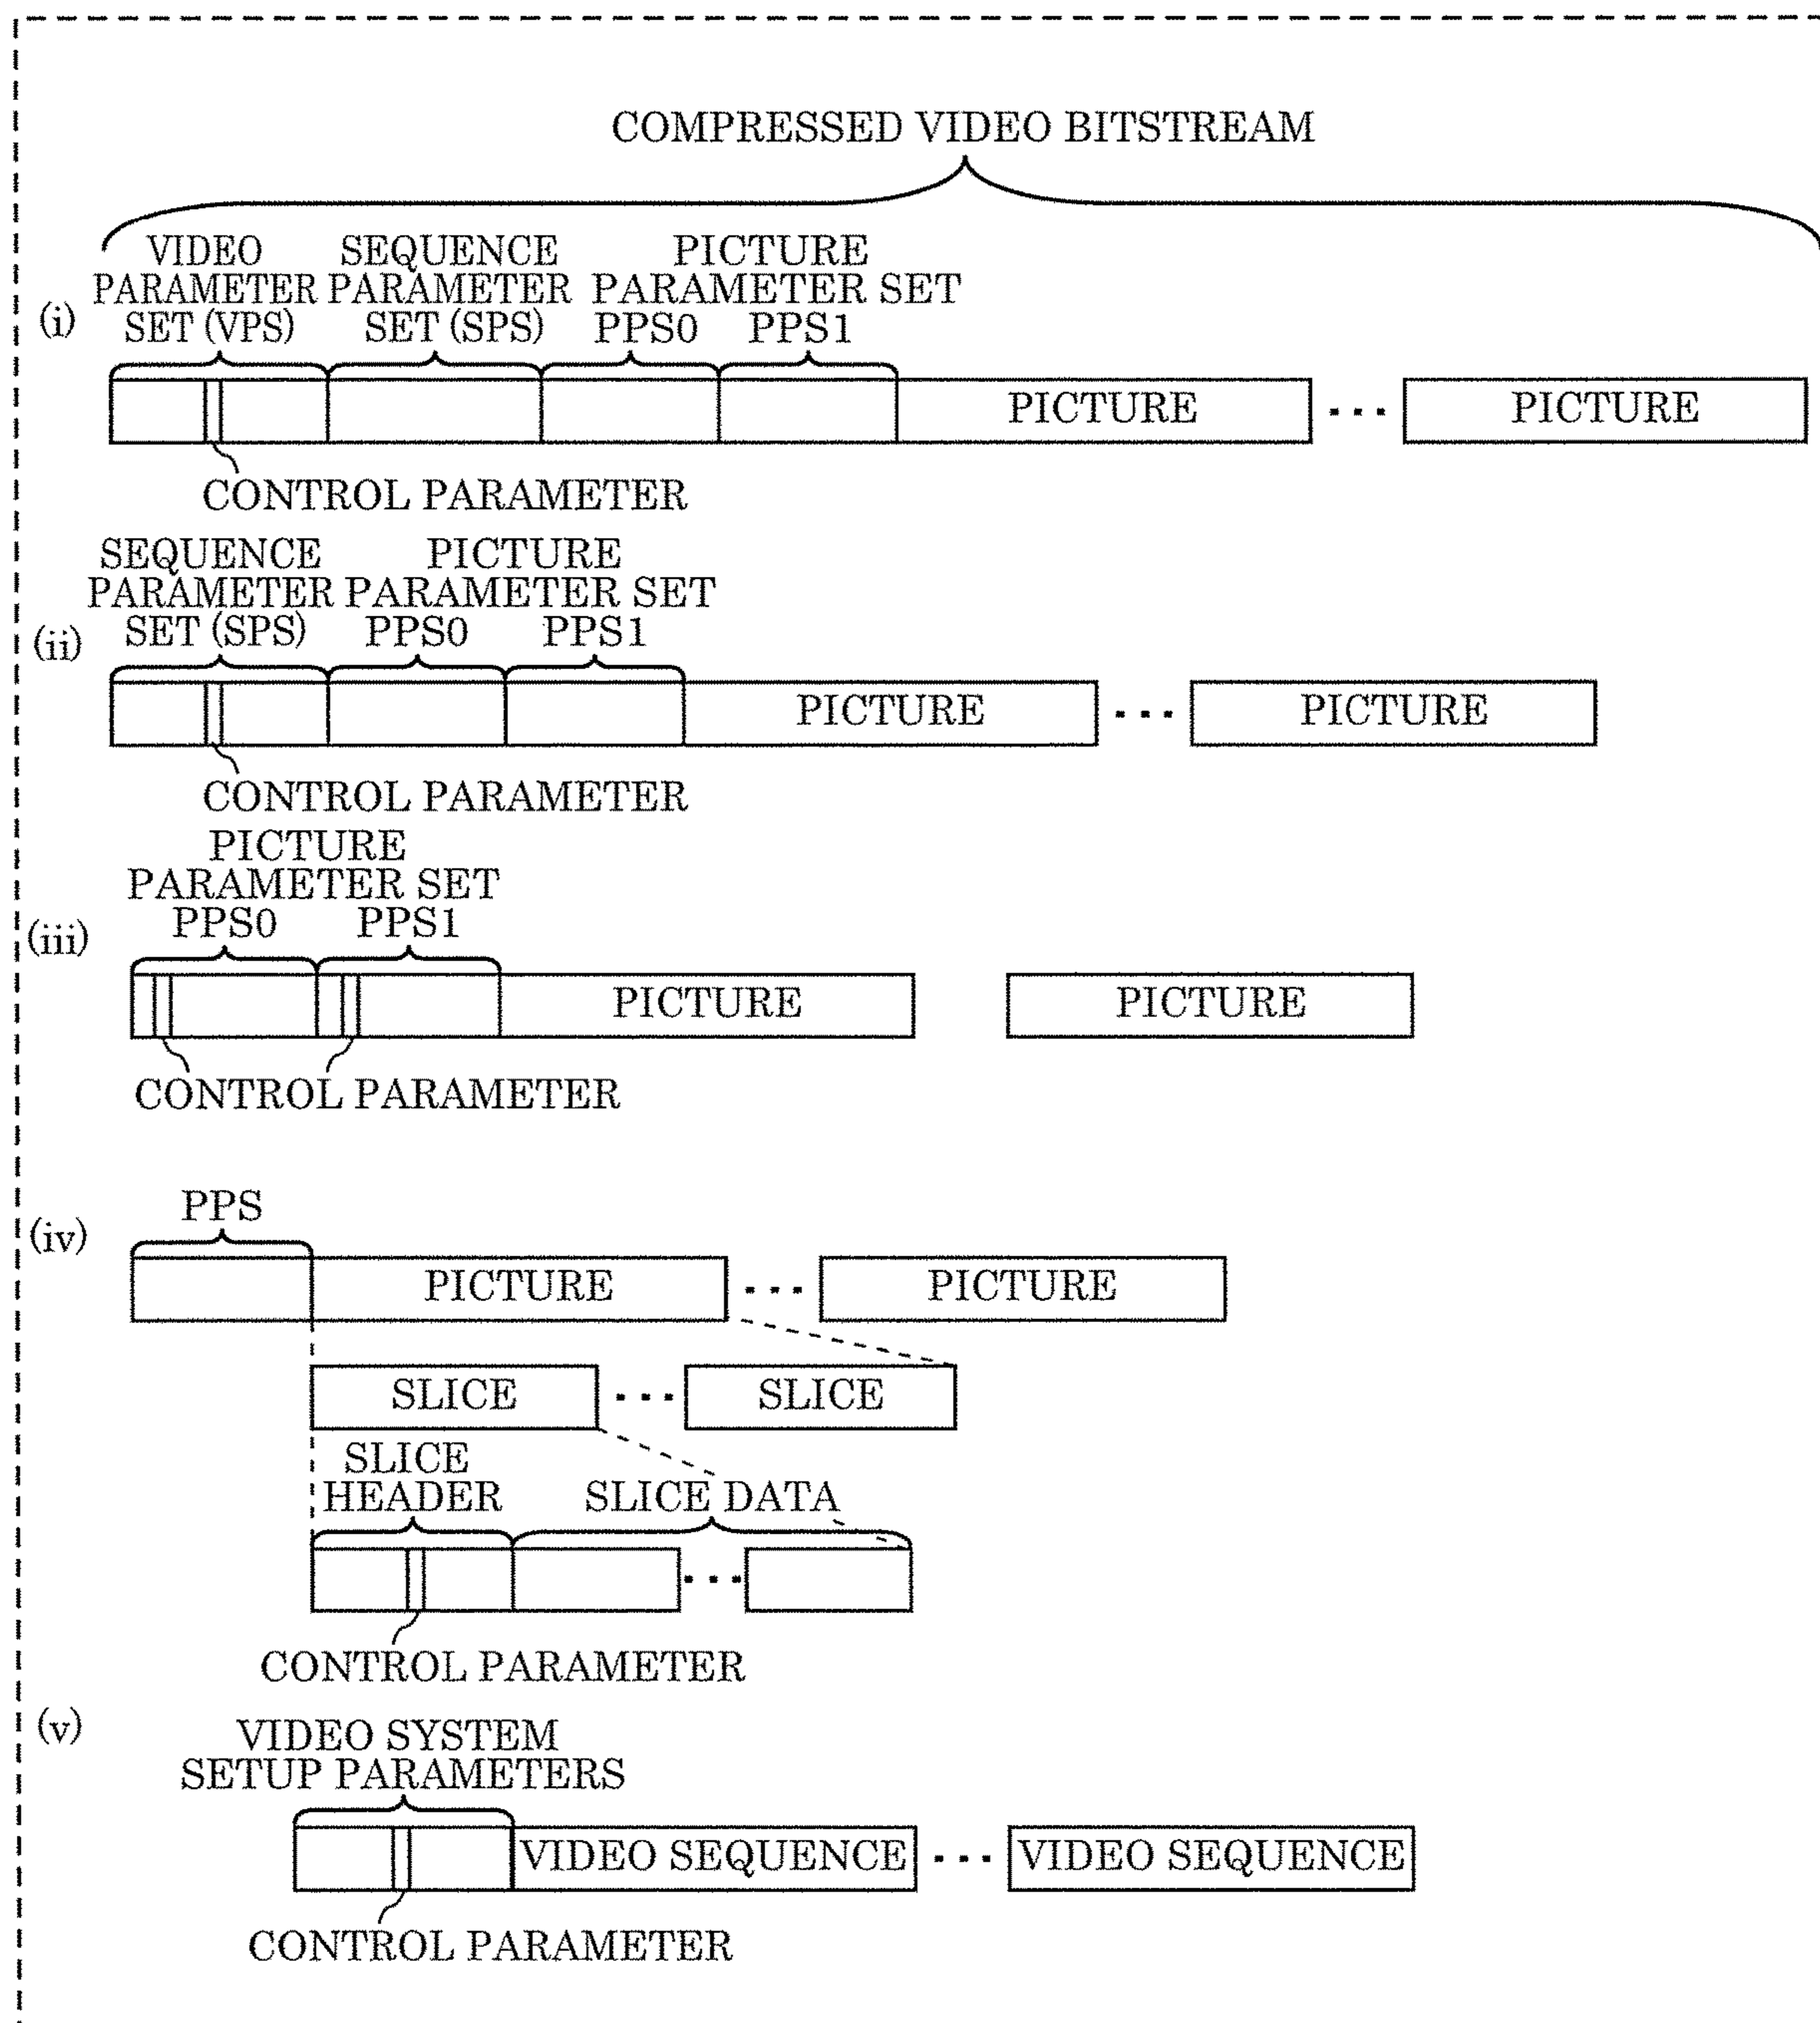 COMPRESSED VIDEO BITSTREAM
VIDEO SEQUENCE PICTURE
PARAMETER PARAMETER PARAMETER SET
(i) SET (VPS) SET (SPS) PPS0 PPS1
PICTURE ... PICTURE
CONTROL PARAMETER
SEQUENCE PICTURE
PARAMETER PARAMETER SET
(ii) SET (SPS) PPS0 PPS1
PICTURE ... PICTURE
CONTROL PARAMETER
PICTURE
PARAMETER SET
(iii) PPS0 PPS1
PICTURE PICTURE
CONTROL PARAMETER
PPS
(iv)
PICTURE ... PICTURE
SLICE ... SLICE
SLICE
HEADER SLICE DATA
...
CONTROL PARAMETER
(v) VIDEO SYSTEM
SETUP PARAMETERS
VIDEO SEQUENCE ... VIDEO SEQUENCE
CONTROL PARAMETER